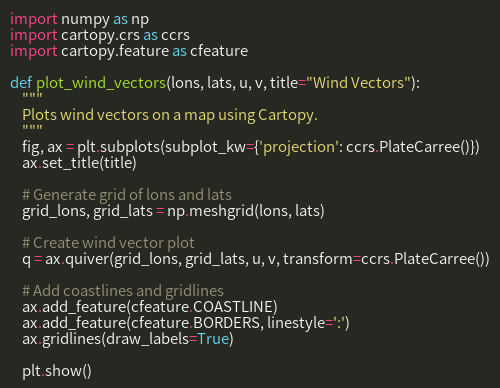 import numpy as np
import cartopy.crs as ccrs
import cartopy.feature as cfeature
def plot_wind_vectors(lons, lats, u, v, title="Wind Vectors"):
"""
Plots wind vectors on a map using Cartopy.
"""
fig, ax = plt.subplots(subplot_kw={'projection': ccrs.PlateCarree()})
ax.set_title(title)
# Generate grid of lons and lats
grid_lons, grid_lats = np.meshgrid(lons, lats)
# Create wind vector plot
q = ax.quiver(grid_lons, grid_lats, u, v, transform=ccrs.PlateCarree())
# Add coastlines and gridlines
ax.add_feature(cfeature.COASTLINE)
ax.add_feature(cfeature.BORDERS, linestyle=':')
ax.gridlines(draw_labels=True)
plt.show()